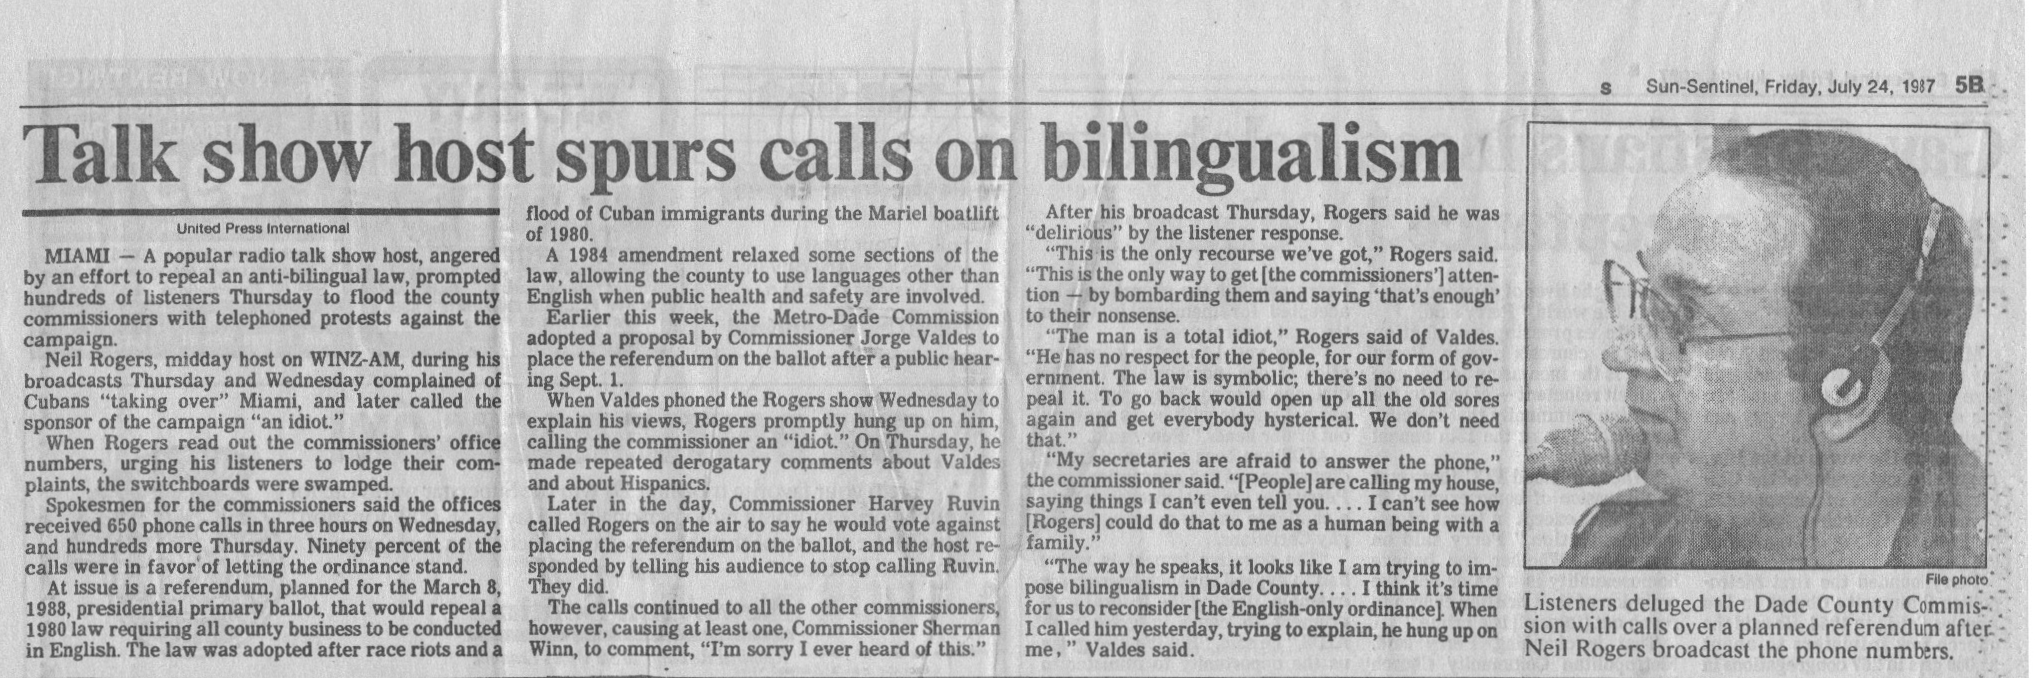 s Sun-Sentinel, Friday, July 24, 1987 5B
Talk show host spurs calls on bilingualism
United Press International
MIAMI — A popular radio talk show host, angered
by an effort to repeal an anti-bilingual law, prompted
hundreds of listeners Thursday to flood the county
commissioners with telephoned protests against the
campaign.
Neil Rogers, midday host on WINZ-AM, during his
broadcasts Thursday and Wednesday complained of
Cubans “taking over” Miami, and later called the
sponsor of the campaign “an idiot.”
When Rogers read out the commissioners’ office
numbers, urging his listeners to lodge their com-
plaints, the switchboards were swamped.
Spokesmen for the commissioners said the offices
received 650 phone calls in three hours on Wednesday,
and hundreds more Thursday. Ninety percent of the
calls were in favor of letting the ordinance stand.
At issue is a referendum, planned for the March 8,
1988, presidential primary ballot, that would repeal a
1980 law requiring all county business to be conducted
in English. The law was adopted after race riots and a
flood of Cuban immigrants during the Mariel boatlift
of 1980.
A 1984 amendment relaxed some sections of the
law, allowing the county to use languages other than
English when public health and safety are involved.
Earlier this week, the Metro-Dade Commission
adopted a proposal by Commissioner Jorge Valdes to
place the referendum on the ballot after a public hear-
ing Sept. 1.
When Valdes phoned the Rogers show Wednesday to
explain his views, Rogers promptly hung up on him,
calling the commissioner an “idiot.” On Thursday, he
made repeated derogatary comments about Valdes
and about Hispanics.
Later in the day, Commissioner Harvey Ruvin
called Rogers on the air to say he would vote against
placing the referendum on the ballot, and the host re-
sponded by telling his audience to stop calling Ruvin.
They did.
The calls continued to all the other commissioners,
however, causing at least one, Commissioner Sherman
Winn, to comment, “I’m sorry I ever heard of this.”
After his broadcast Thursday, Rogers said he was
“delirious” by the listener response.
“This is the only recourse we’ve got,” Rogers said.
“This is the only way to get [the commissioners’] atten-
tion — by bombarding them and saying ‘that’s enough’
to their nonsense.
“The man is a total idiot,” Rogers said of Valdes.
“He has no respect for the people, for our form of gov-
ernment. The law is symbolic; there’s no need to re-
peal it. To go back would open up all the old sores
again and get everybody hysterical. We don’t need
that.”
“My secretaries are afraid to answer the phone,”
the commissioner said. “[People] are calling my house,
saying things I can’t even tell you. . . . I can’t see how
[Rogers] could do that to me as a human being with a
family.”
“The way he speaks, it looks like I am trying to im-
pose bilingualism in Dade County. . . . I think it’s time
for us to reconsider [the English-only ordinance]. When
I called him yesterday, trying to explain, he hung up on
me,” Valdes said.
File photo
Listeners deluged the Dade County Commis-
sion with calls over a planned referendum after
Neil Rogers broadcast the phone numbers.